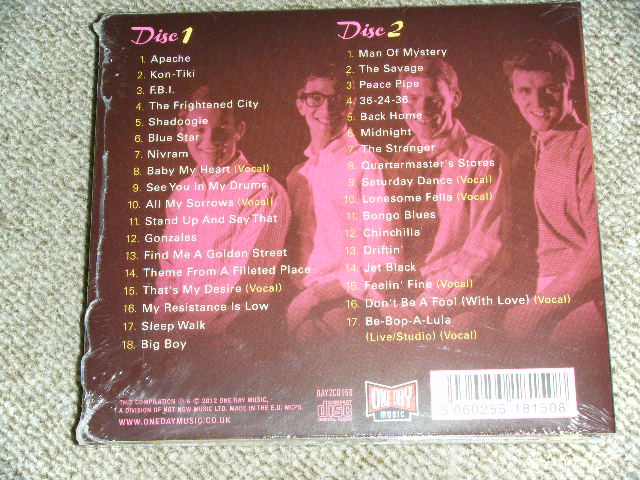 Disc 1
1. Apache
2. Kon-Tiki
3. F.B.I.
4. The Frightened City
5. Shadoogie
6. Blue Star
7. Nivram
8. Baby My Heart (Vocal)
9. See You In My Drums
10. All My Sorrows (Vocal)
11. Stand Up And Say That
12. Gonzales
13. Find Me A Golden Street
14. Theme From A Filleted Place
15. That's My Desire (Vocal)
16. My Resistance Is Low
17. Sleep Walk
18. Big Boy
Disc 2
1. Man Of Mystery
2. The Savage
3. Peace Pipe
4. 36-24-36
5. Back Home
6. Midnight
7. The Stranger
8. Quartermaster's Stores
9. Saturday Dance (Vocal)
10. Lonesome Fella (Vocal)
11. Bongo Blues
12. Chinchilla
13. Driftin'
14. Jet Black
15. Feelin' Fine (Vocal)
16. Don't Be A Fool (With Love) (Vocal)
17. Be-Bop-A-Lula
(Live/Studio) (Vocal)
THIS COMPILATION ℗ & © 2012 ONE DAY MUSIC,
A DIVISION OF NOT NOW MUSIC LTD. MADE IN THE E.U. MCPS.
WWW.ONEDAYMUSIC.CO.UK
DAY2CD150
COMPACT
disc
DIGITAL AUDIO
ONE DAY
music
5 060255 181508